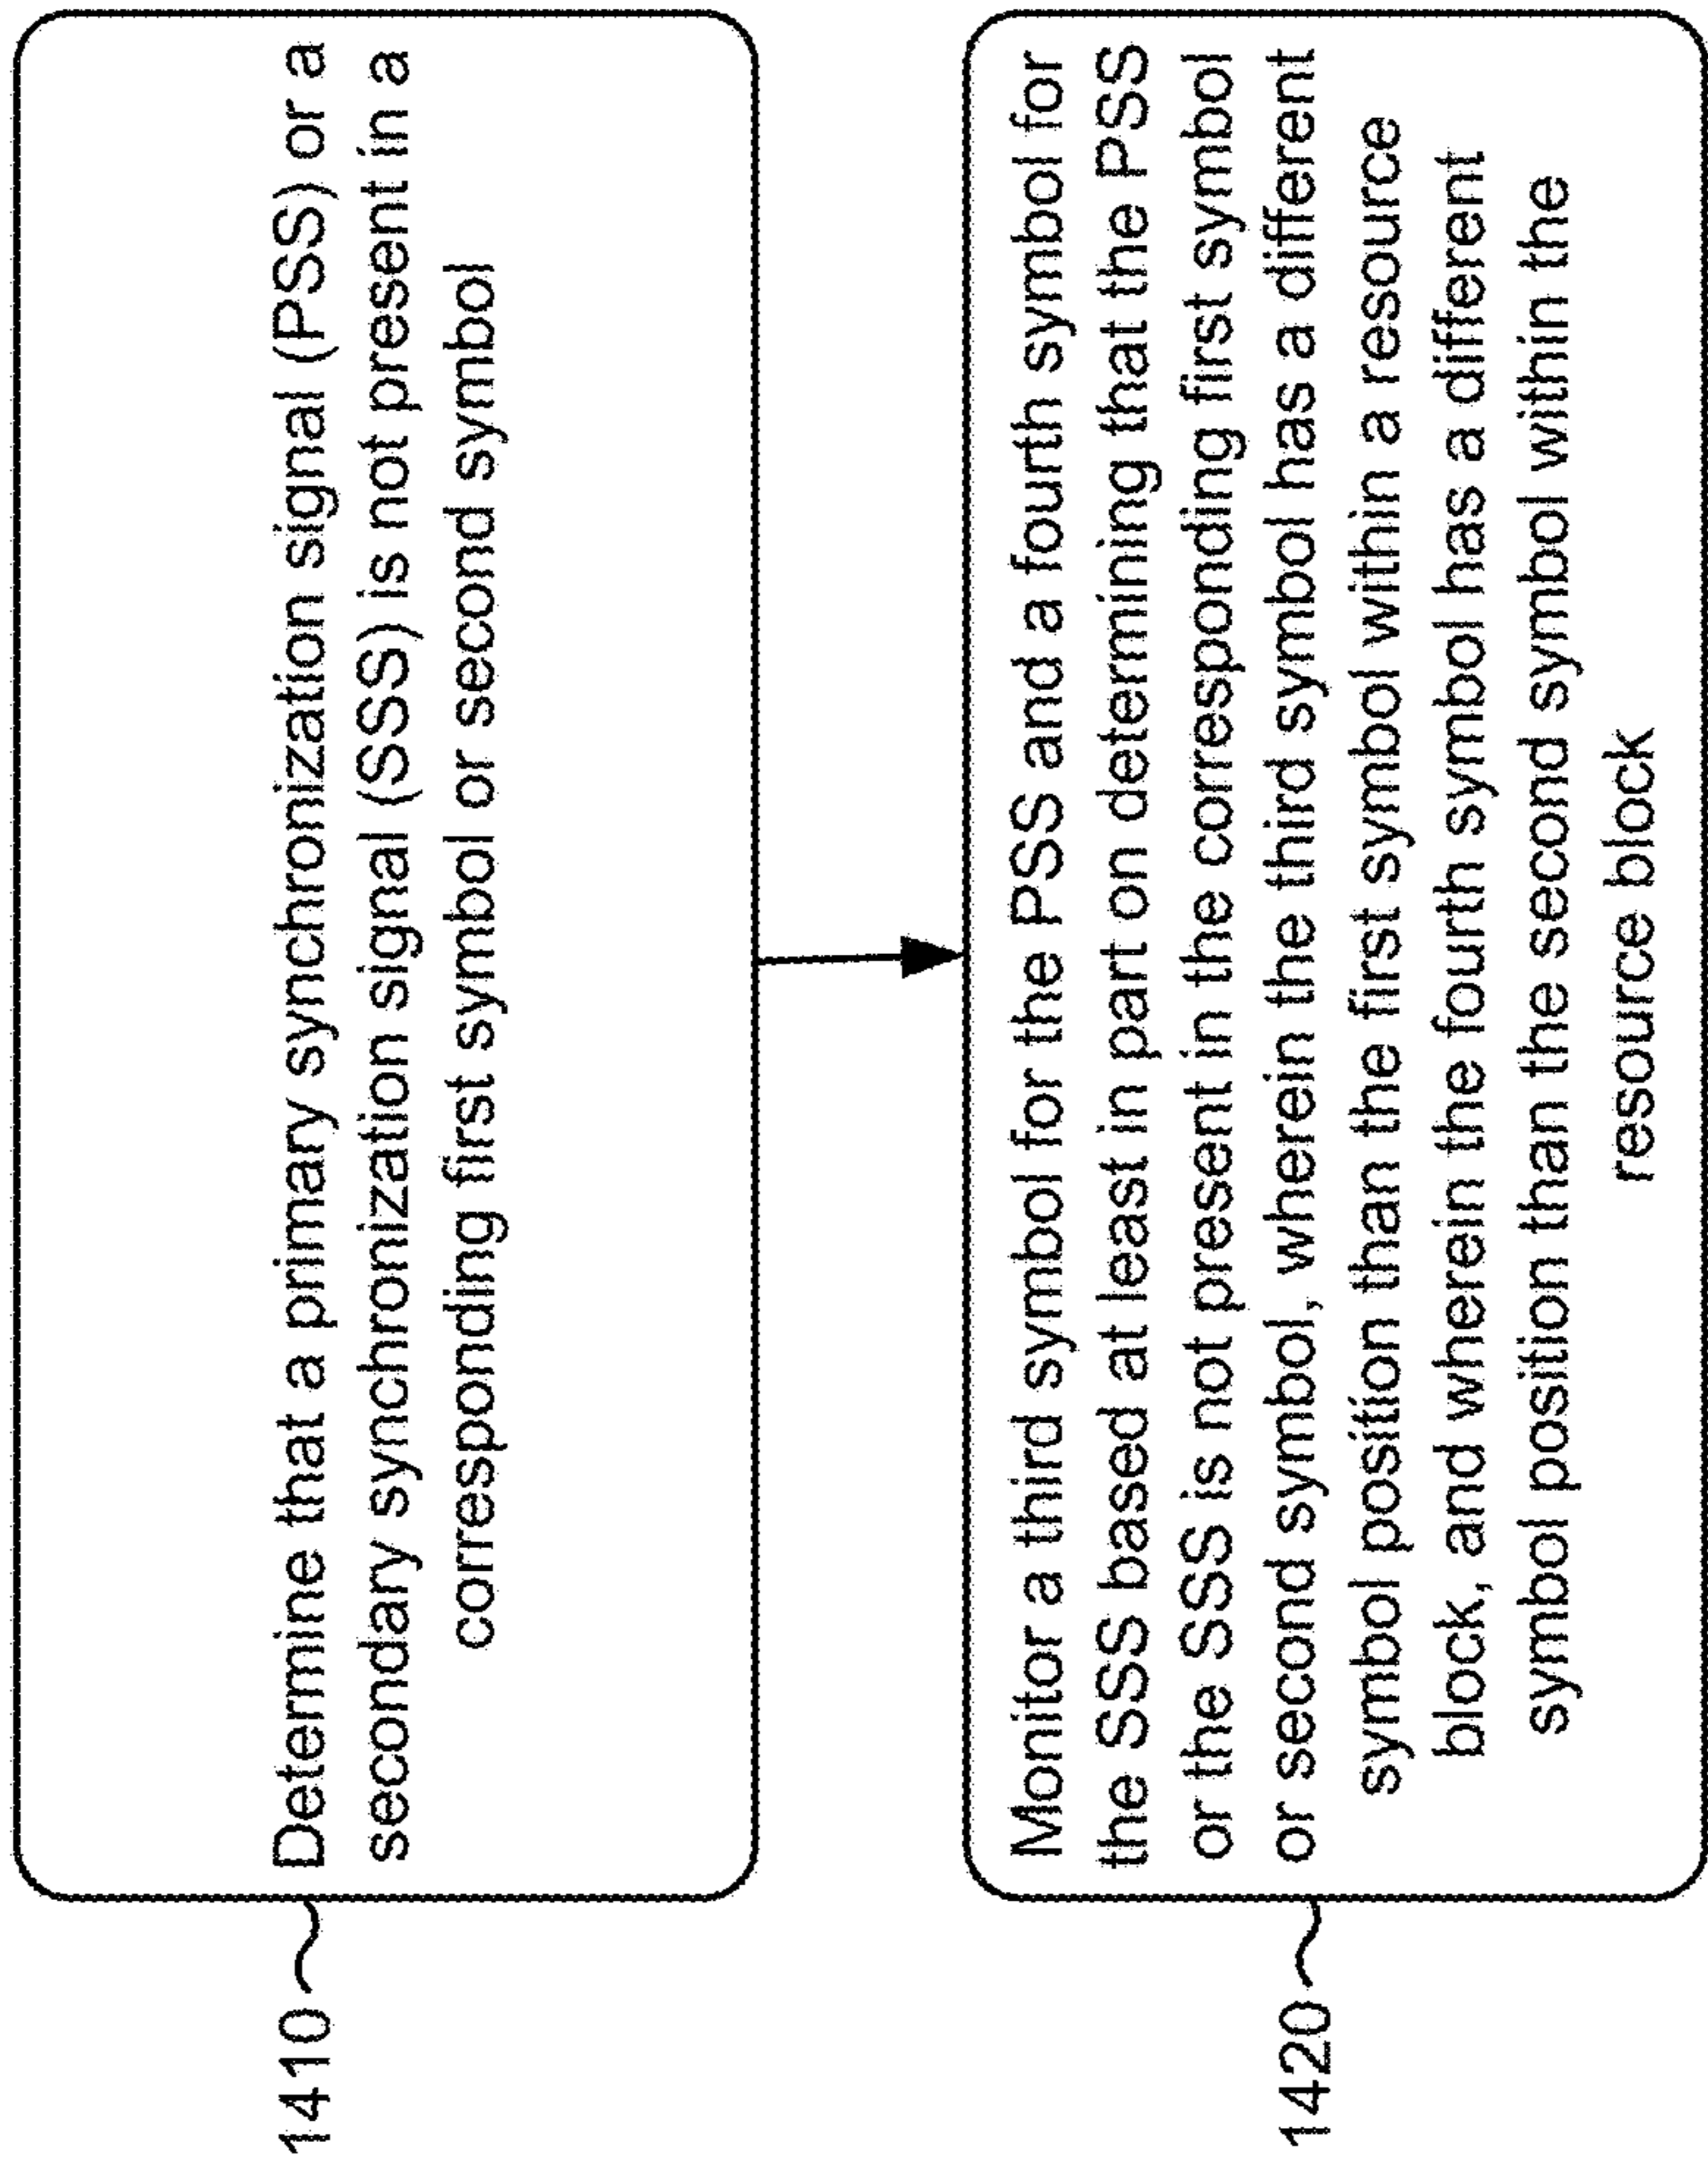 1410
Determine that a primary synchronization signal (PSS) or a
secondary synchronization signal (SSS) is not present in a
corresponding first symbol or second symbol
1420
Monitor a third symbol for the PSS and a fourth symbol for
the SSS based at least in part on determining that the PSS
or the SSS is not present in the corresponding first symbol
or second symbol, wherein the third symbol has a different
symbol position than the first symbol within a resource
block, and wherein the fourth symbol has a different
symbol position than the second symbol within the
resource block